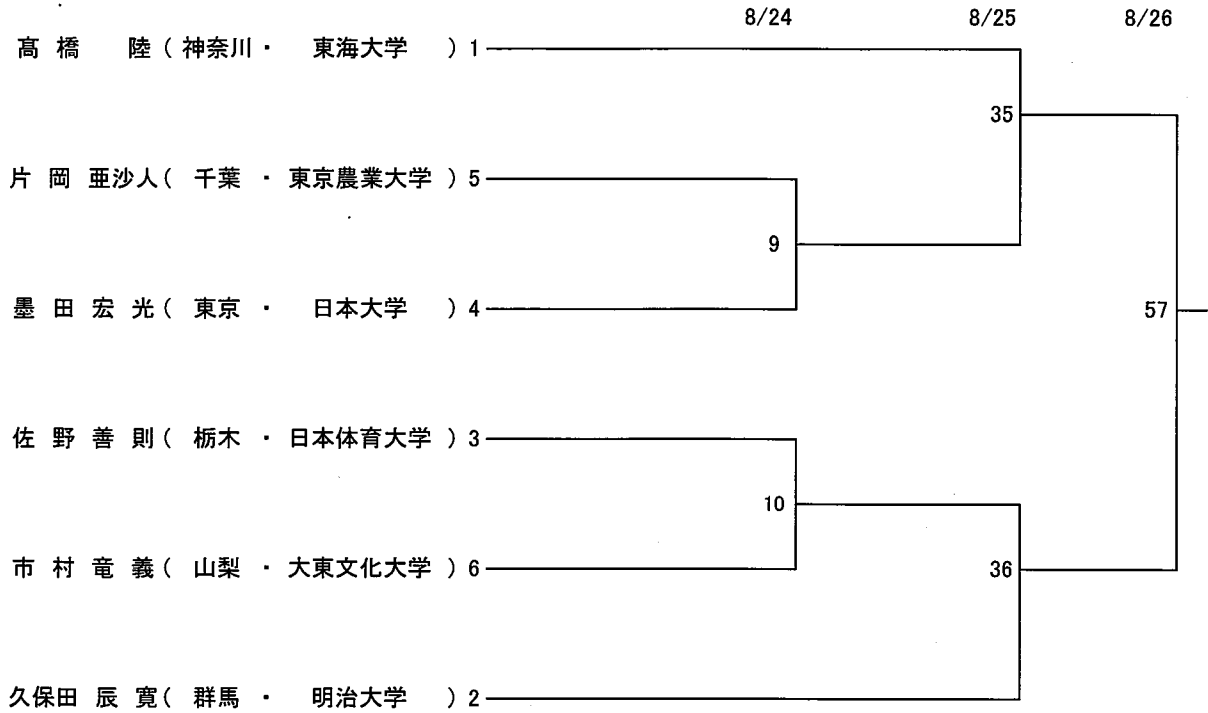 8/24 8/25 8/26
髙橋 陸 (神奈川・ 東海大学 ) 1
35
片岡 亜沙人( 千葉 ・ 東京農業大学 ) 5
9
墨田 宏光( 東京 ・ 日本大学 ) 4
57
佐野 善則( 栃木 ・ 日本体育大学 ) 3
10
市村 竜義( 山梨 ・ 大東文化大学 ) 6
36
久保田 辰寛( 群馬 ・ 明治大学 ) 2